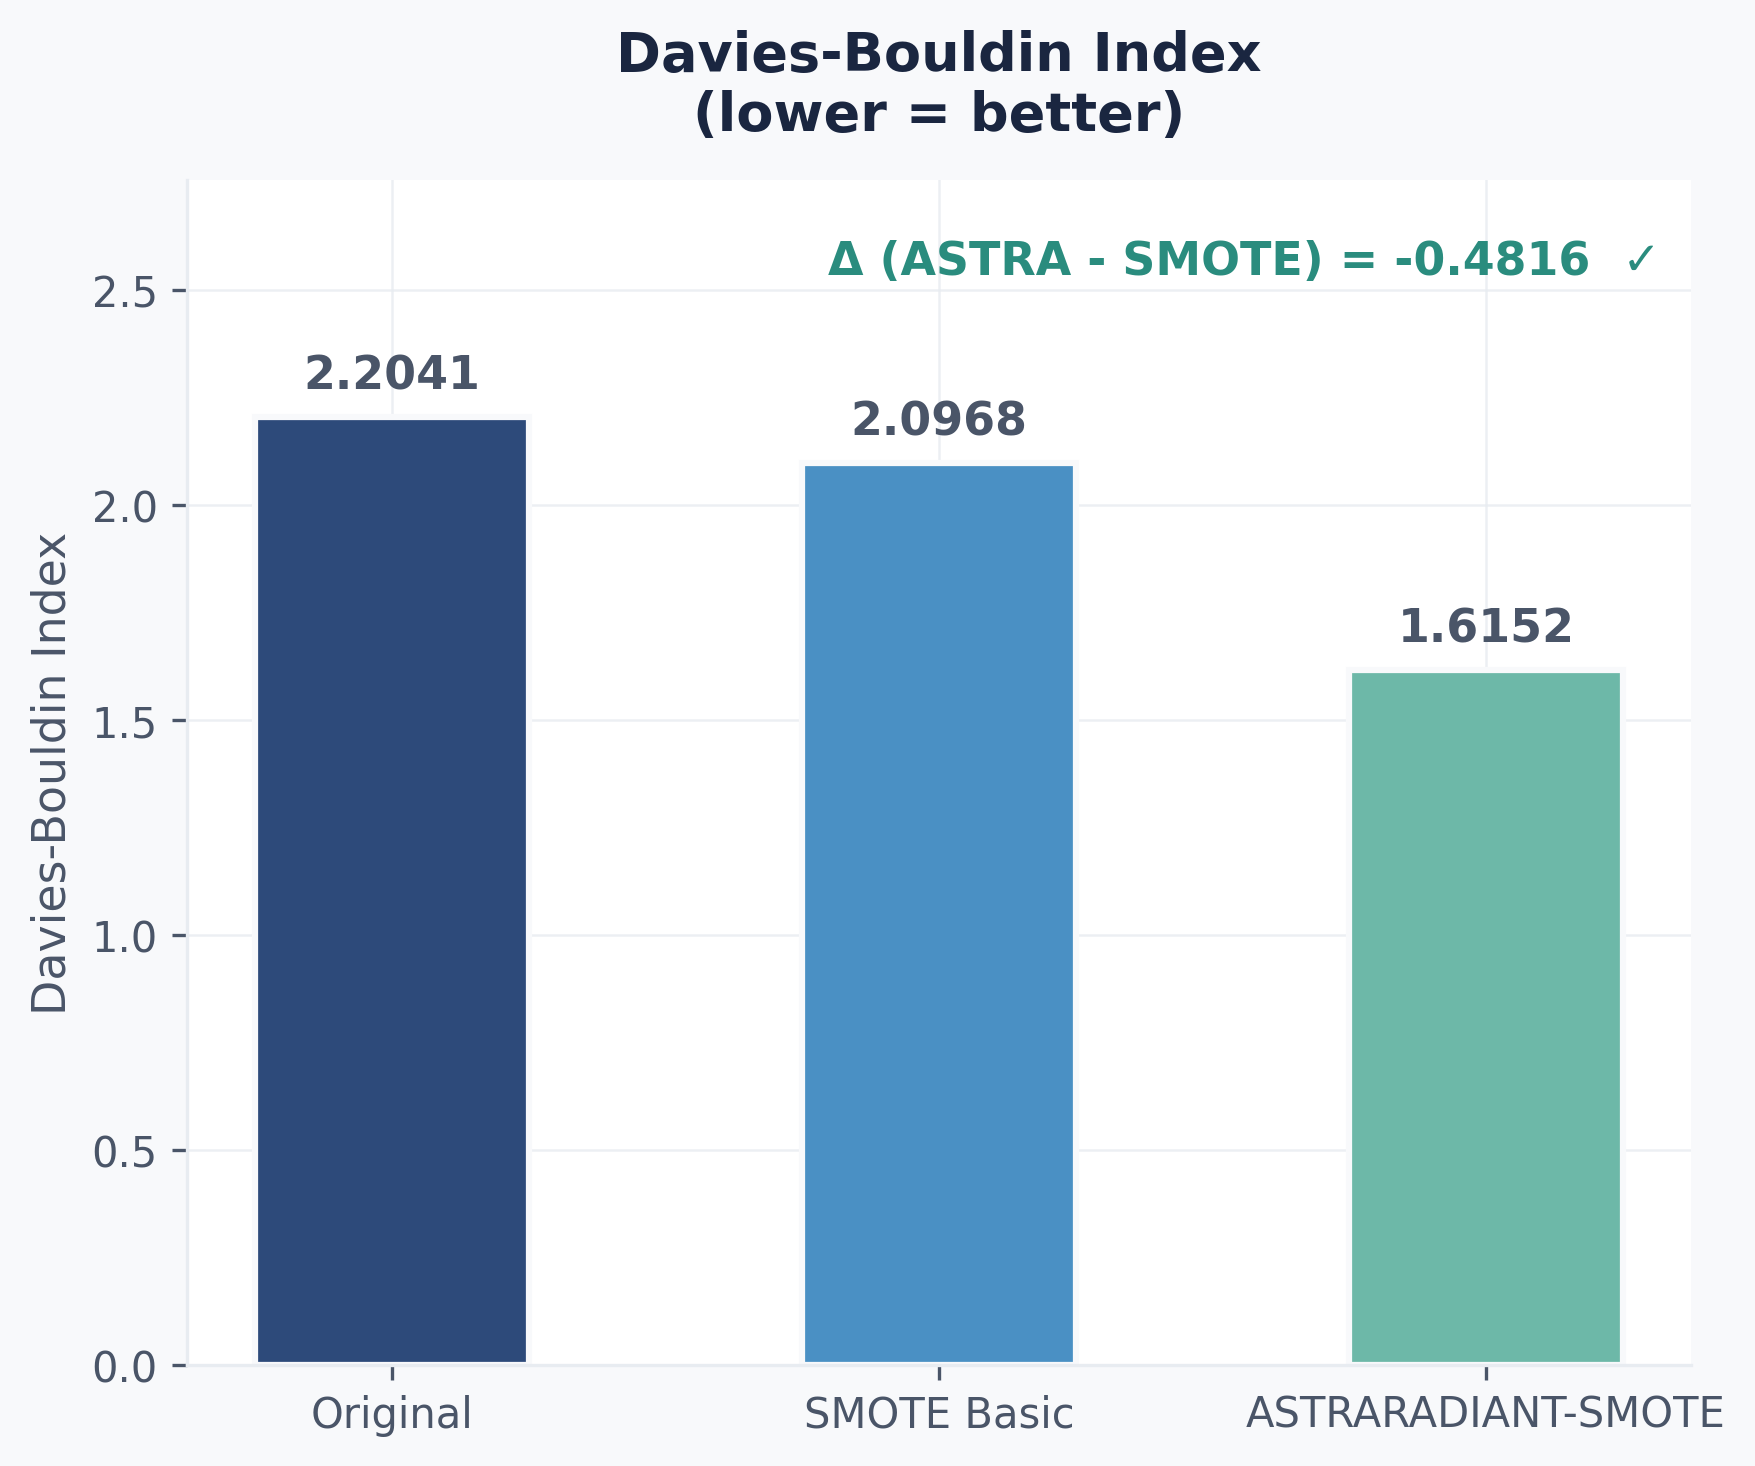 Davies-Bouldin Index
(lower = better)
Δ (ASTRA - SMOTE) = -0.4816 ✓
2.5
2.2041
2.0968
2.0
1.6152
1.5
1.0
0.5
0.0
Davies-Bouldin Index
Original
SMOTE Basic
ASTRARADIANT-SMOTE